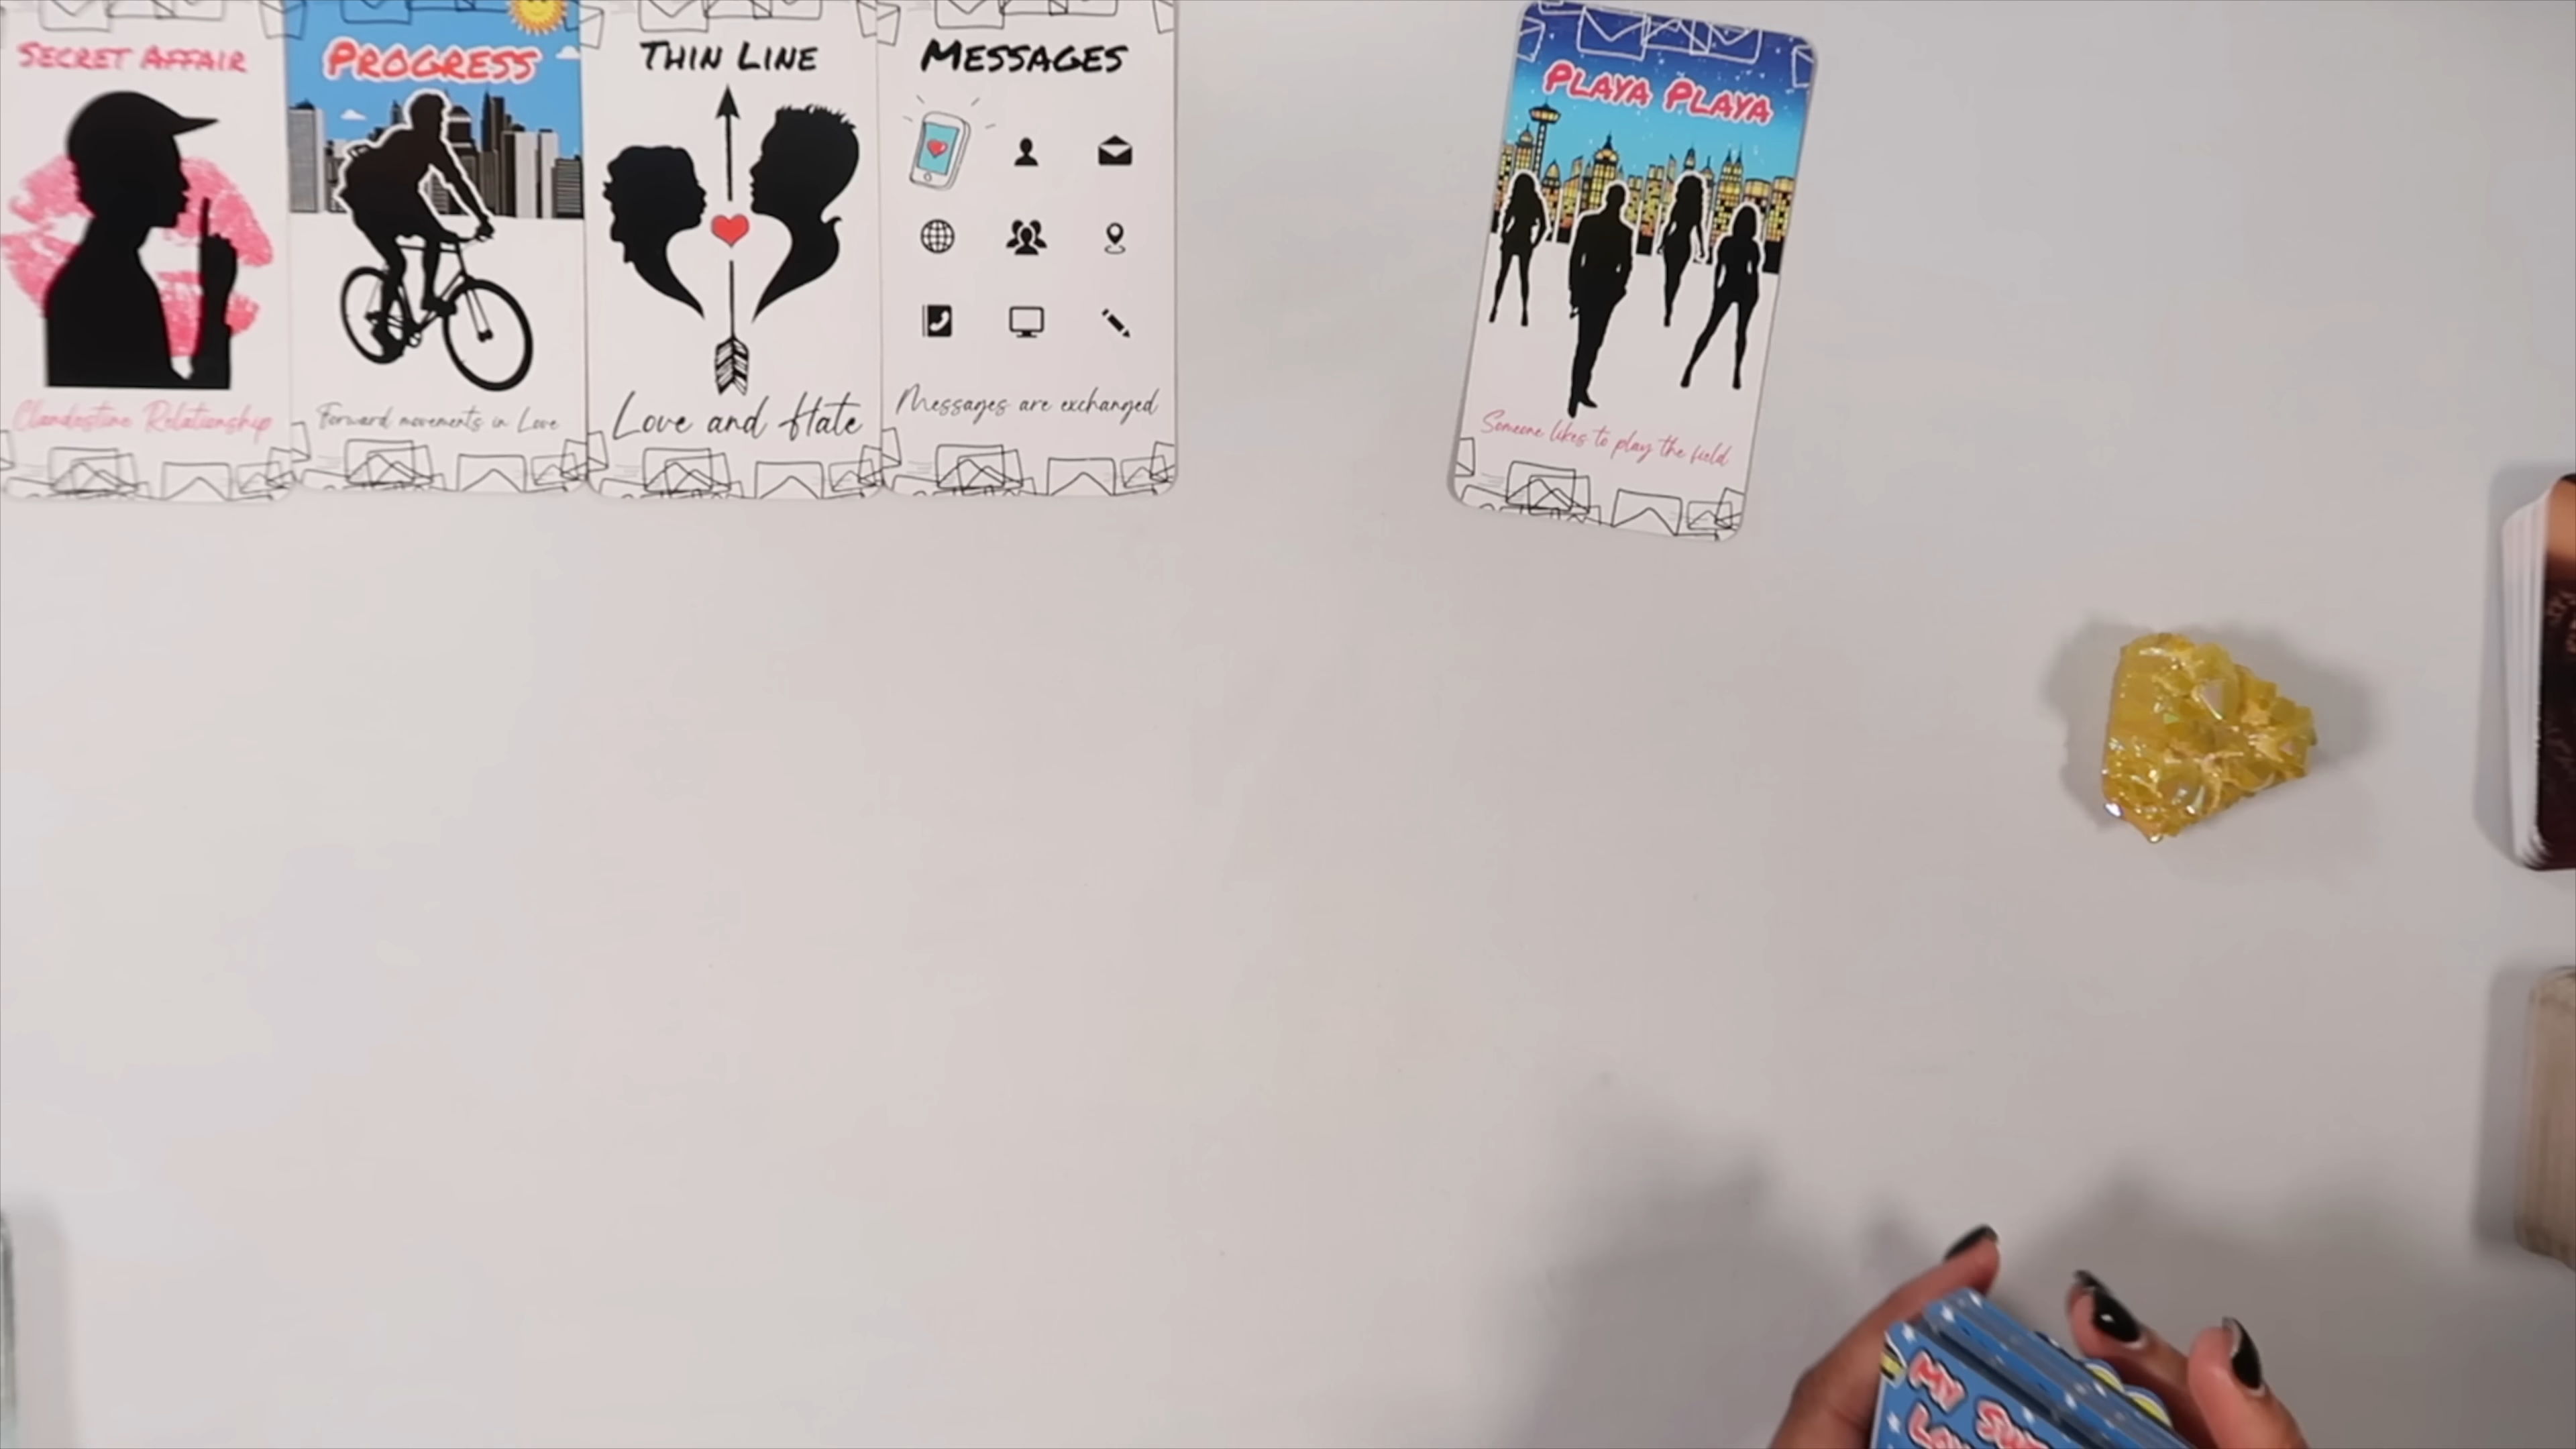 SECRET AFFAIR
Clandestine Relationship
PROGRESS
Forward movements in Love
THIN LINE
Love and Hate
MESSAGES
Messages are exchanged
PLAYA PLAYA
Someone likes to play the field
MY